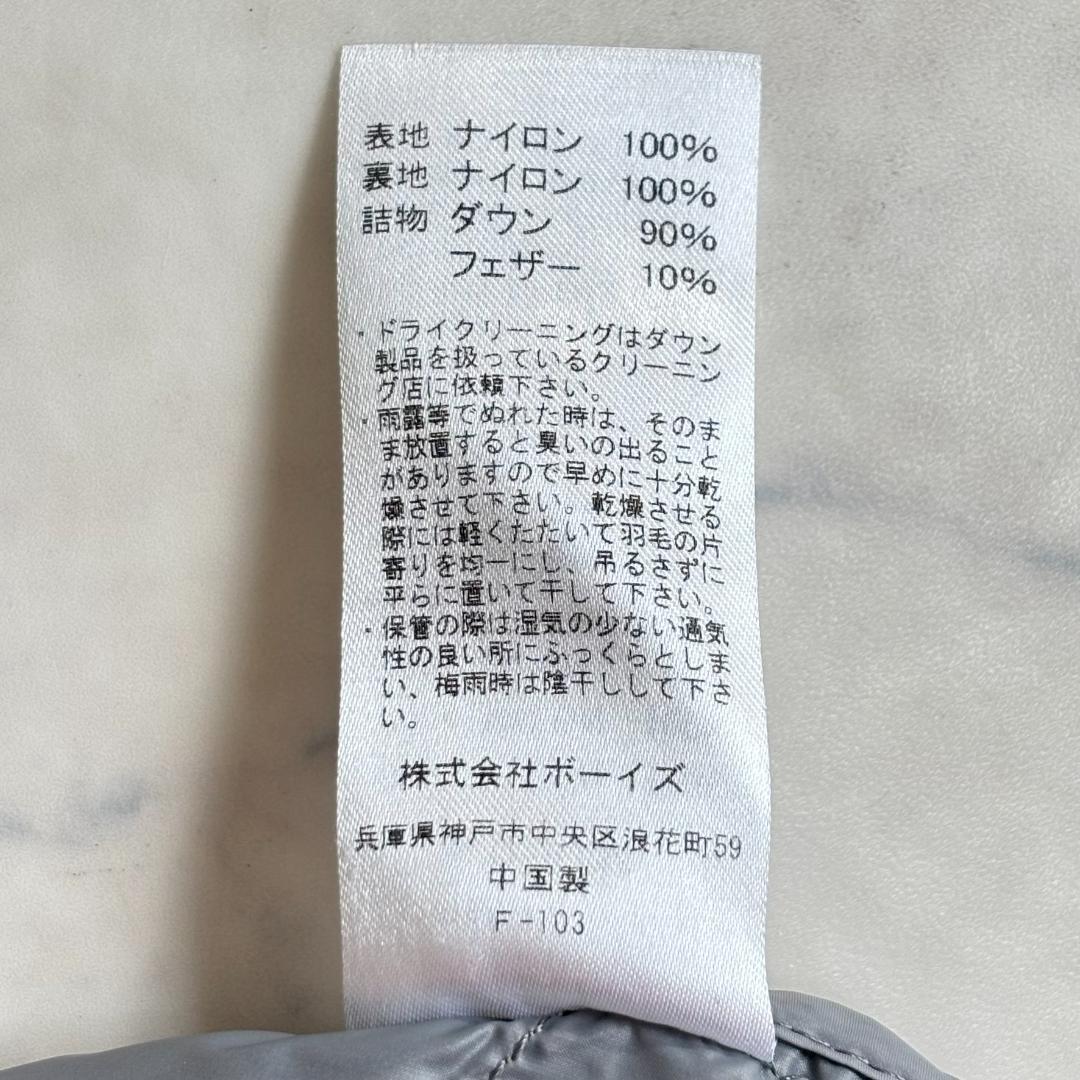 表地 ナイロン 100%
裏地 ナイロン 100%
詰物 ダウン 90%
フェザー 10%
・ドライクリーニングはダウン
製品を扱っているクリーニン
グ店に依頼下さい。
・雨露等でぬれた時は、そのま
ま放置すると臭いの出ること
がありますので早めに十分乾
燥させて下さい。乾燥させる
際には軽くたたいて羽毛の片
寄りを均一にし、吊るさずに
平らに置いて干して下さい。
・保管の際は湿気の少ない通気
性の良い所にふっくらとしま
い、梅雨時は陰干しして下さ
い。
株式会社ボーイズ
兵庫県神戸市中央区浪花町59
中国製
F-103